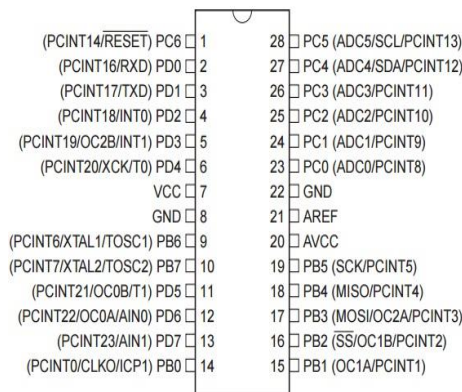 (PCINT14/RESET) PC6 1 28 PC5 (ADC5/SCL/PCINT13)
(PCINT16/RXD) PD0 2 27 PC4 (ADC4/SDA/PCINT12)
(PCINT17/TXD) PD1 3 26 PC3 (ADC3/PCINT11)
(PCINT18/INT0) PD2 4 25 PC2 (ADC2/PCINT10)
(PCINT19/OC2B/INT1) PD3 5 24 PC1 (ADC1/PCINT9)
(PCINT20/XCK/T0) PD4 6 23 PC0 (ADC0/PCINT8)
VCC 7 22 GND
GND 8 21 AREF
(PCINT6/XTAL1/TOSC1) PB6 9 20 AVCC
(PCINT7/XTAL2/TOSC2) PB7 10 19 PB5 (SCK/PCINT5)
(PCINT21/OC0B/T1) PD5 11 18 PB4 (MISO/PCINT4)
(PCINT22/OC0A/AIN0) PD6 12 17 PB3 (MOSI/OC2A/PCINT3)
(PCINT23/AIN1) PD7 13 16 PB2 (SS/OC1B/PCINT2)
(PCINT0/CLKO/ICP1) PB0 14 15 PB1 (OC1A/PCINT1)